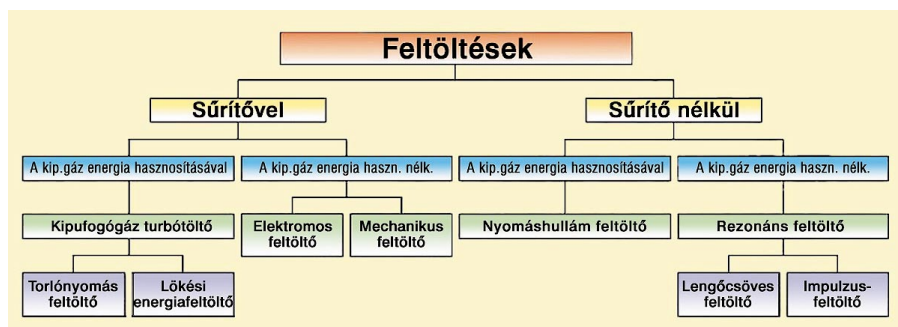 Feltöltések
Sűrítővel
Sűrítő nélkül
A kip.gáz energia hasznosításával
A kip.gáz energia haszn. nélk.
A kip.gáz energia hasznosításával
A kip.gáz energia haszn. nélk.
Kipufogógáz turbótöltő
Elektromos
feltöltő
Mechanikus
feltöltő
Nyomáshullám feltöltő
Rezonáns feltöltő
Torlónyomás
feltöltő
Lökési
energiafeltöltő
Lengőcsöves
feltöltő
Impulzus-
feltöltő